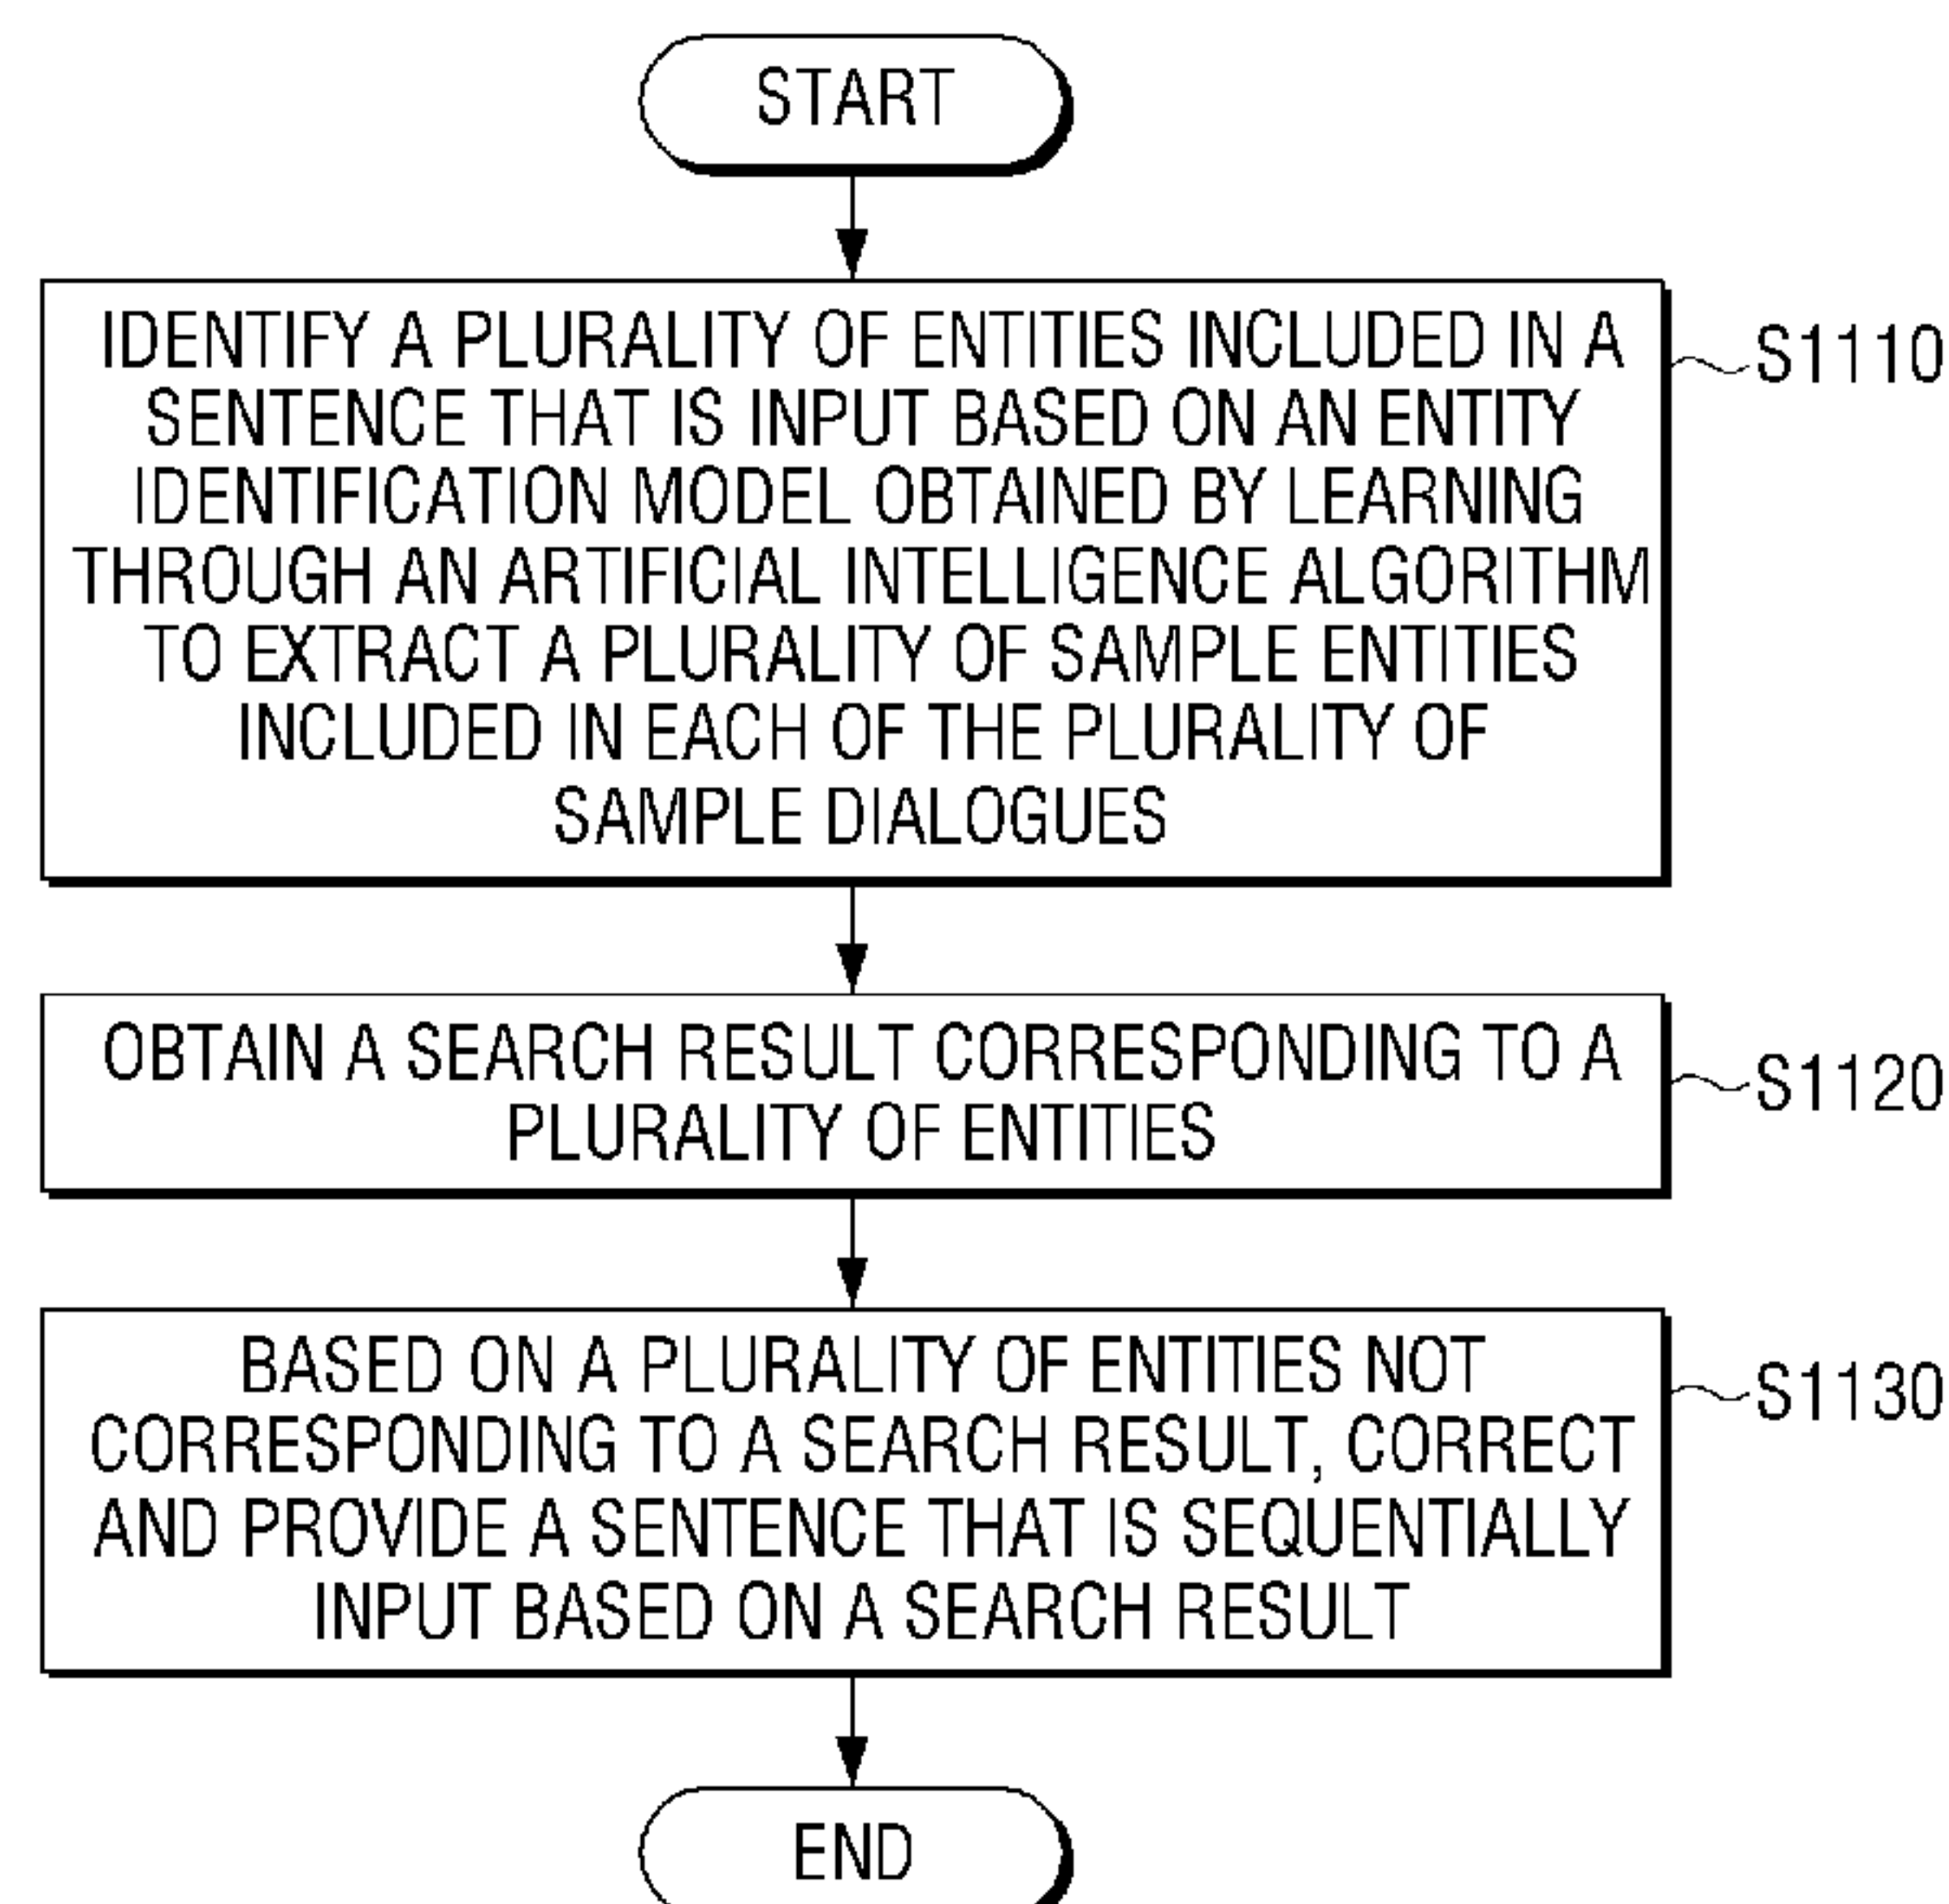 START
IDENTIFY A PLURALITY OF ENTITIES INCLUDED IN A
SENTENCE THAT IS INPUT BASED ON AN ENTITY
IDENTIFICATION MODEL OBTAINED BY LEARNING
THROUGH AN ARTIFICIAL INTELLIGENCE ALGORITHM
TO EXTRACT A PLURALITY OF SAMPLE ENTITIES
INCLUDED IN EACH OF THE PLURALITY OF
SAMPLE DIALOGUES
S1110
OBTAIN A SEARCH RESULT CORRESPONDING TO A
PLURALITY OF ENTITIES
S1120
BASED ON A PLURALITY OF ENTITIES NOT
CORRESPONDING TO A SEARCH RESULT, CORRECT
AND PROVIDE A SENTENCE THAT IS SEQUENTIALLY
INPUT BASED ON A SEARCH RESULT
S1130
END